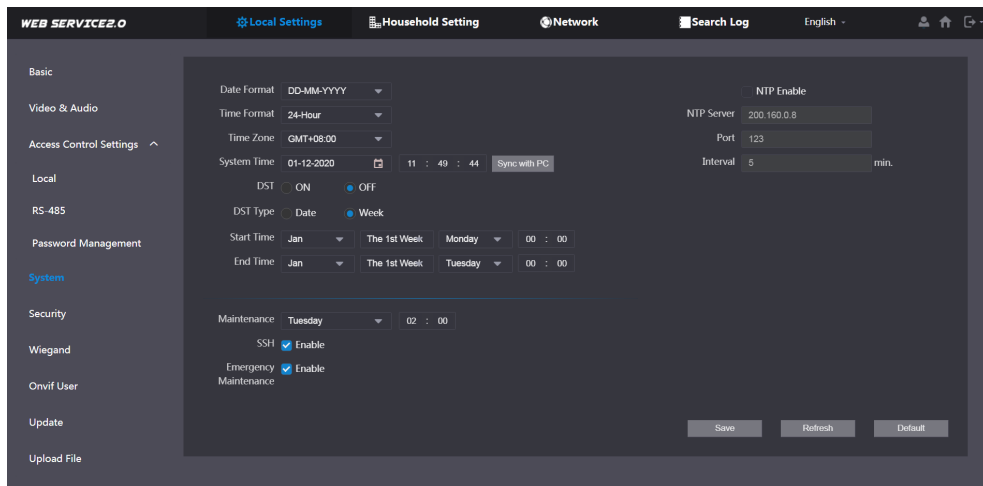 WEB SERVICE2.0
Local Settings
Household Setting
Network
Search Log
English
Basic
Video & Audio
Access Control Settings
Local
RS-485
Password Management
System
Security
Wiegand
Onvif User
Update
Upload File
Date Format DD-MM-YYYY
Time Format 24-Hour
Time Zone GMT+08:00
System Time 01-12-2020 11 : 49 : 44 Sync with PC
DST ON OFF
DST Type Date Week
Start Time Jan The 1st Week Monday 00 : 00
End Time Jan The 1st Week Tuesday 00 : 00
Maintenance Tuesday 02 : 00
SSH Enable
Emergency Maintenance Enable
NTP Enable
NTP Server 200.160.0.8
Port 123
Interval 5 min.
Save Refresh Default